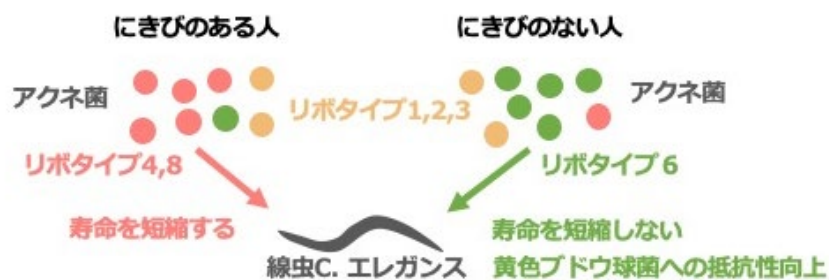 にきびのある人
にきびのない人
アクネ菌
リボタイプ1,2,3
アクネ菌
リボタイプ4,8
リボタイプ6
寿命を短縮する
寿命を短縮しない
線虫C. エレガンス
黄色ブドウ球菌への抵抗性向上